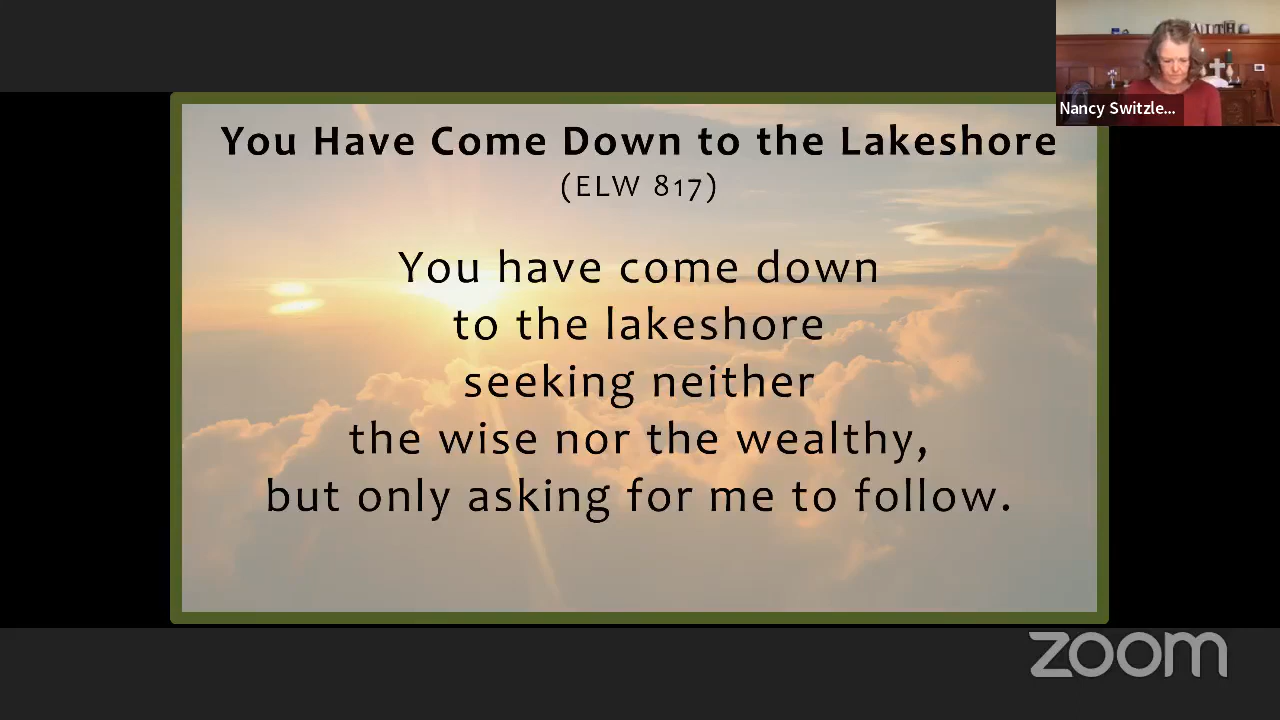 You Have Come Down to the Lakeshore
(ELW 817)
You have come down
to the lakeshore
seeking neither
the wise nor the wealthy,
but only asking for me to follow.
AITH
Nancy Switzle...
zoom